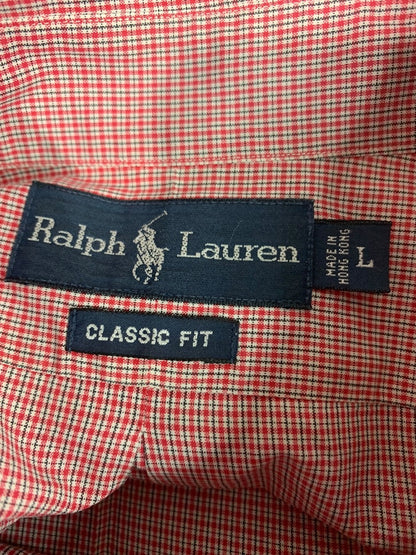 Ralph Lauren
MADE IN
HONG KONG
L
CLASSIC FIT